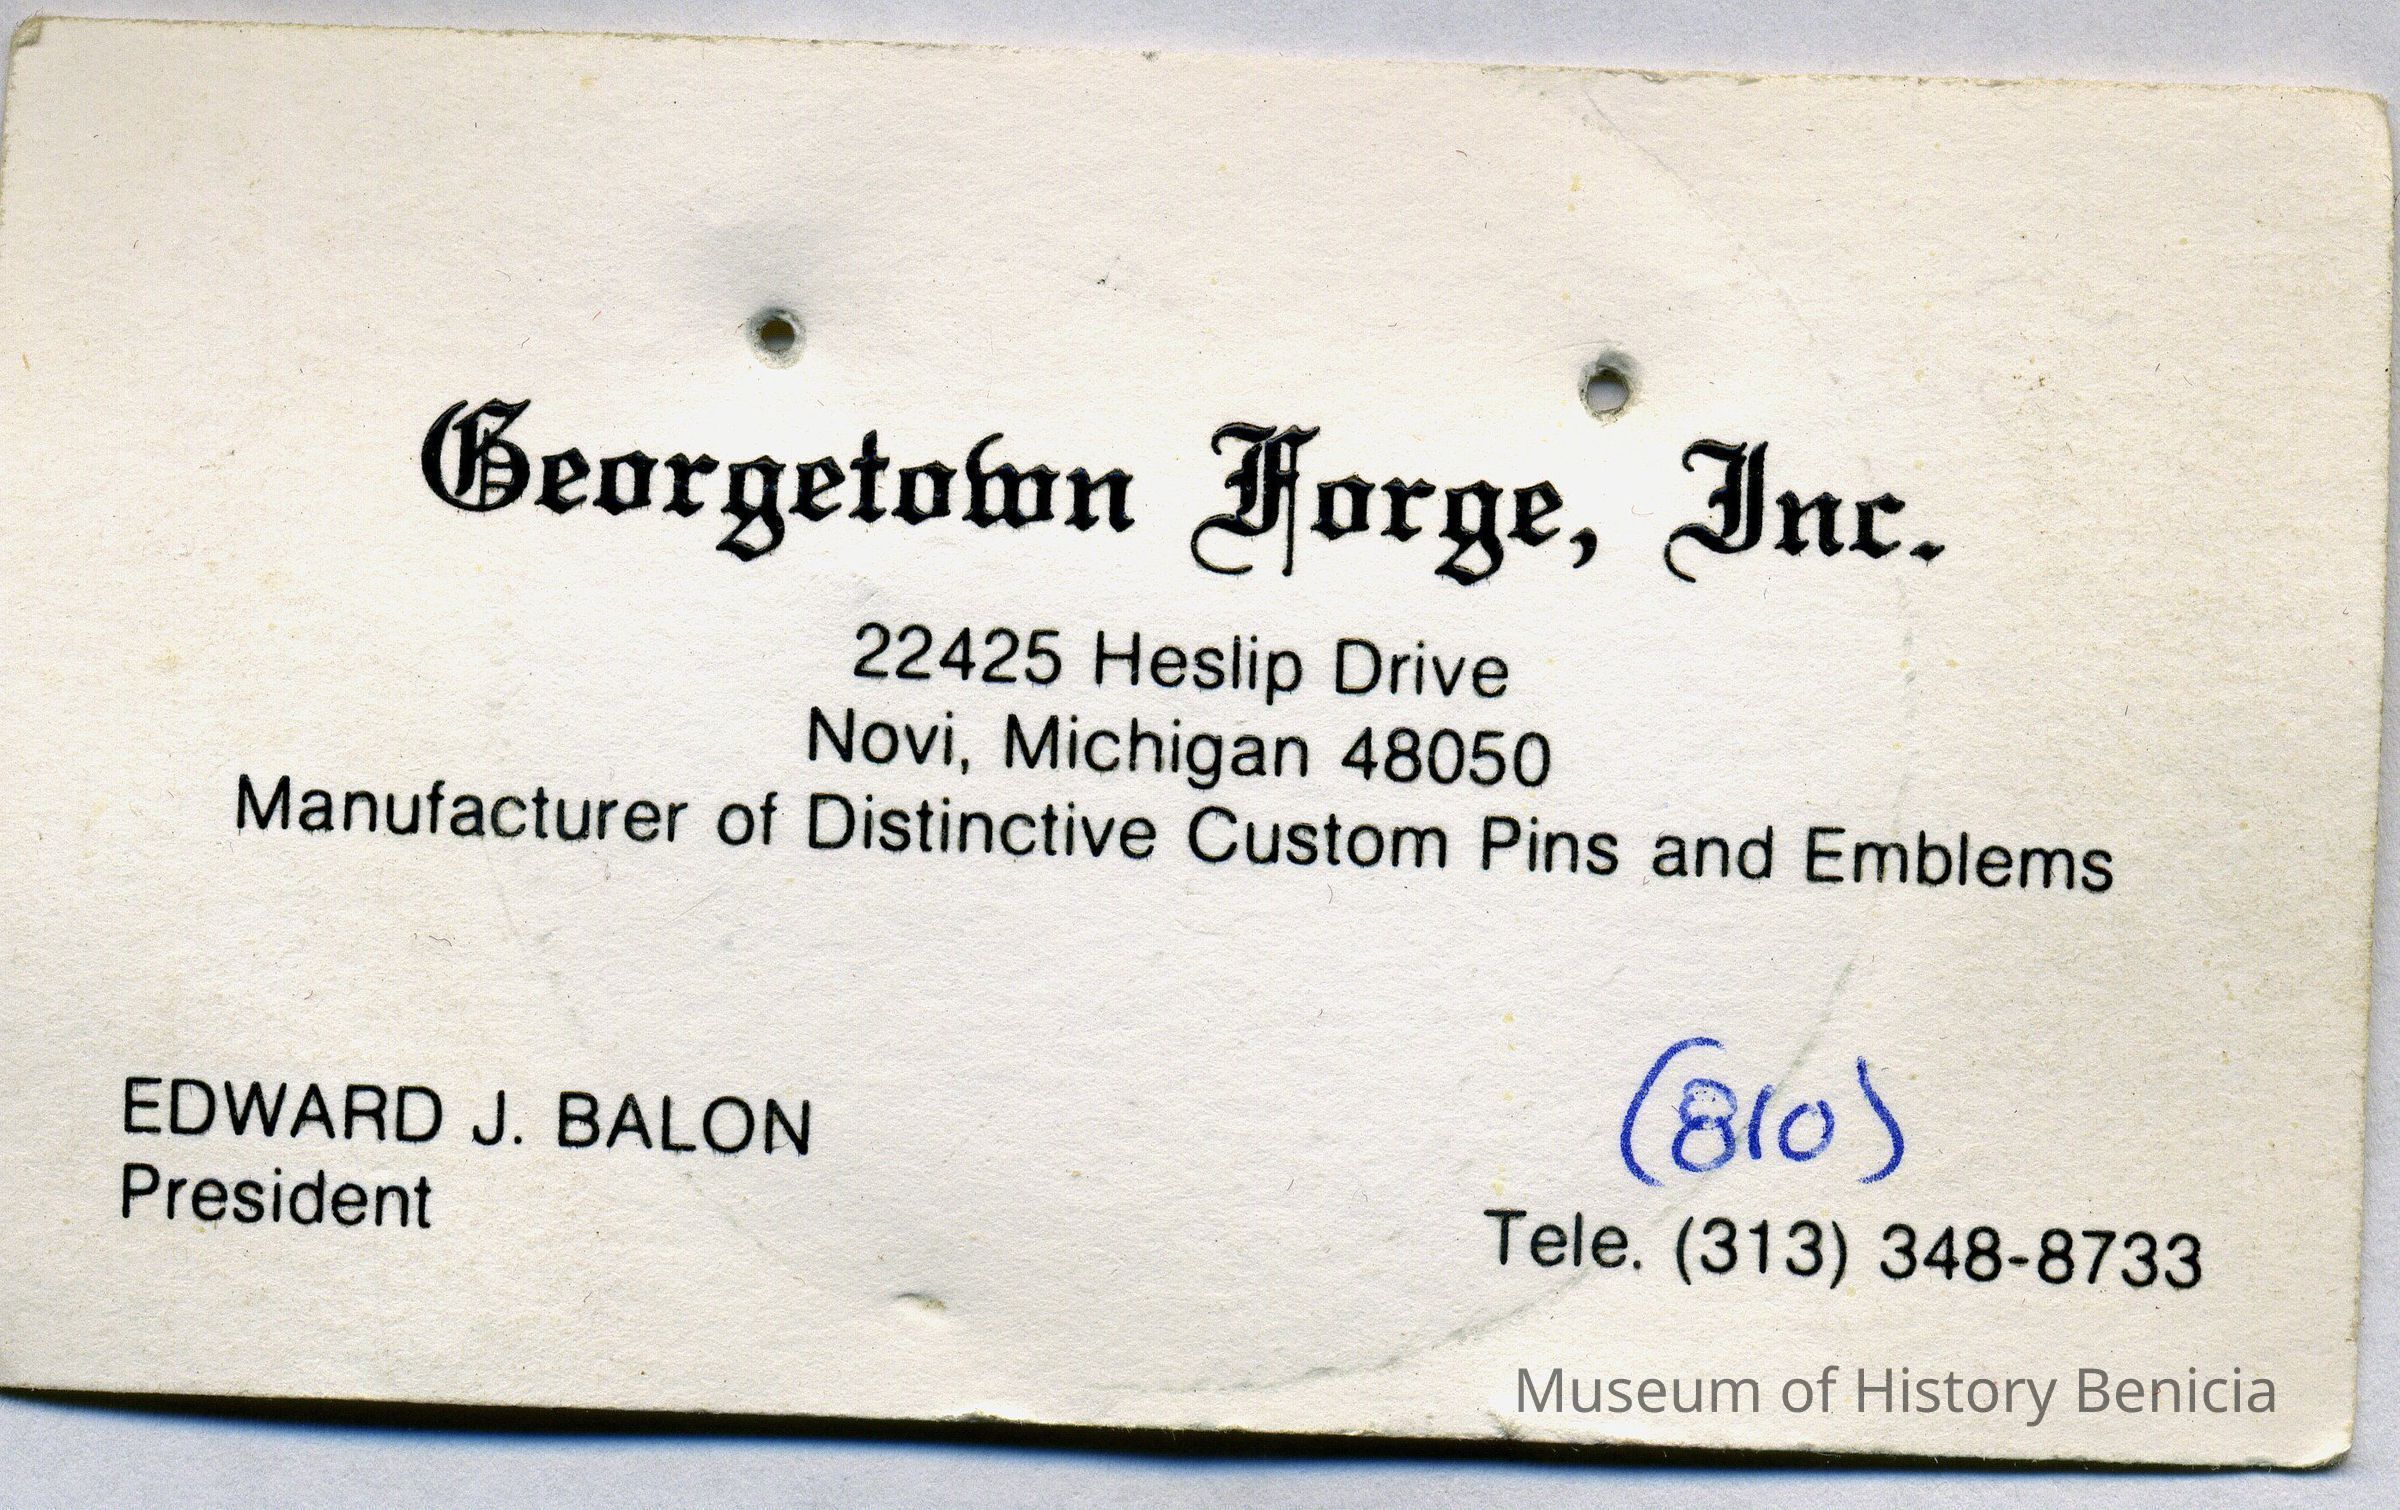 Georgetown Forge, Inc.
22425 Heslip Drive
Novi, Michigan 48050
Manufacturer of Distinctive Custom Pins and Emblems
EDWARD J. BALON
President
(810)
Tele. (313) 348-8733
Museum of History Benicia